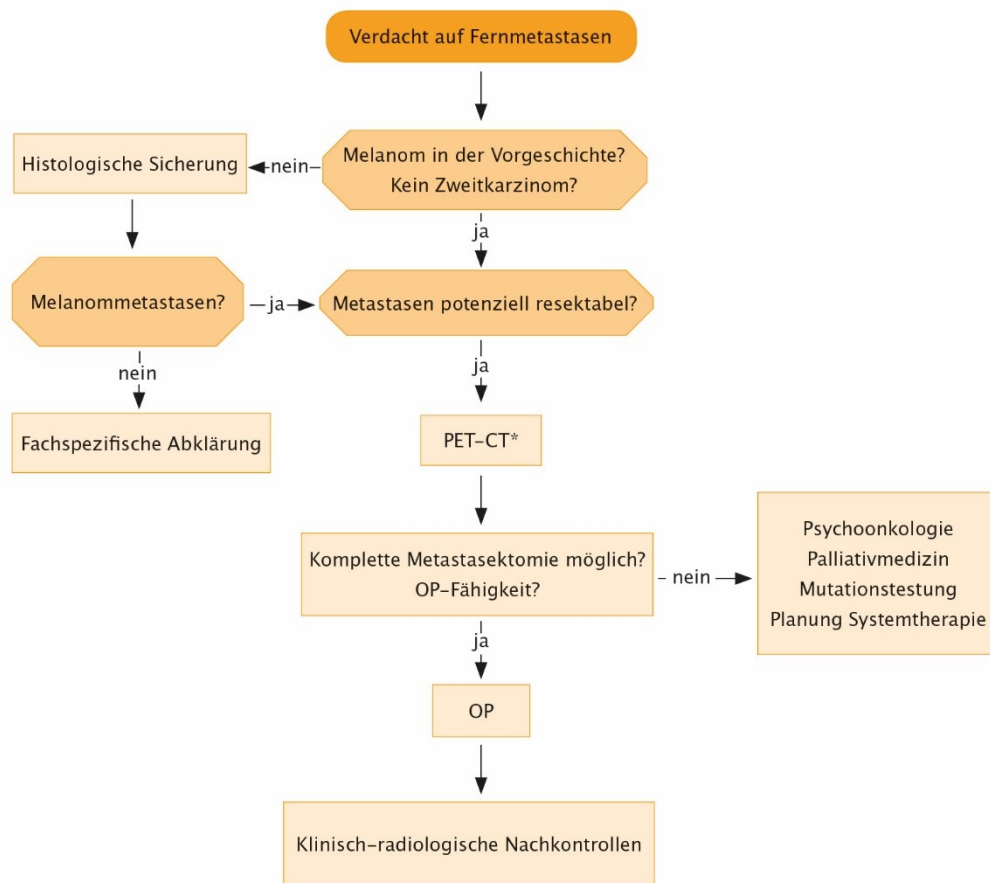 Verdacht auf Fernmetastasen
Melanom in der Vorgeschichte?
Kein Zweitkarzinom?
nein
Histologische Sicherung
ja
Melanommetastasen?
ja
Metastasen potenziell resektabel?
nein
ja
Fachspezifische Abklärung
PET-CT*
Komplette Metastasektomie möglich?
OP-Fähigkeit?
nein
Psychoonkologie
Palliativmedizin
Mutationstestung
Planung Systemtherapie
ja
OP
Klinisch-radiologische Nachkontrollen